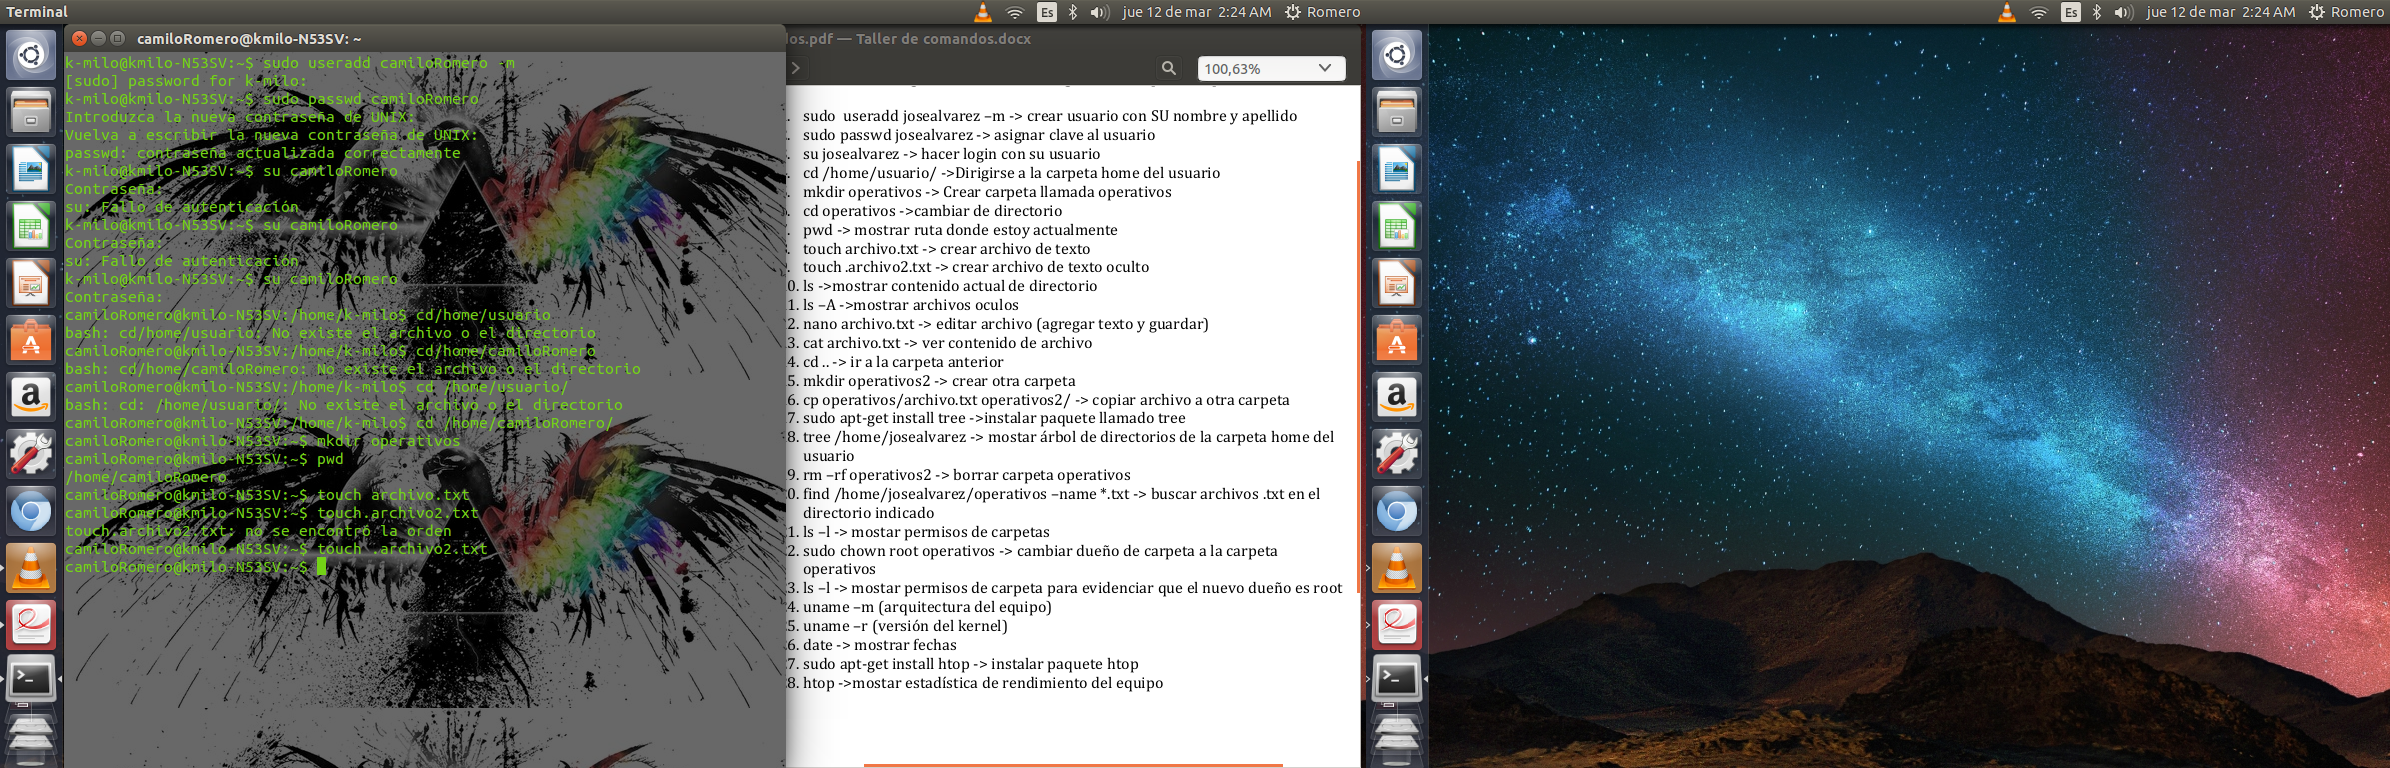 Terminal
Es
jue 12 de mar 2:24 AM
Romero
Es
jue 12 de mar 2:24 AM
Romero
camiloRomero@kmilo-N53SV: ~
k-milo@kmilo-N53SV:~$ sudo useradd camiloRomero -m
[sudo] password for k-milo:
k-milo@kmilo-N53SV:~$ sudo passwd camiloRomero
Introduzca la nueva contraseña de UNIX:
Vuelva a escribir la nueva contraseña de UNIX:
passwd: contraseña actualizada correctamente
k-milo@kmilo-N53SV:~$ su camiloRomero
Contraseña:
su: Fallo de autenticación
k-milo@kmilo-N53SV:~$ su camiloRomero
Contraseña:
su: Fallo de autenticación
k-milo@kmilo-N53SV:~$ su camiloRomero
Contraseña:
camiloRomero@kmilo-N53SV:/home/k-milo$ cd/home/usuario
bash: cd/home/usuario: No existe el archivo o el directorio
camiloRomero@kmilo-N53SV:/home/k-milo$ cd/home/camiloRomero
bash: cd/home/camiloRomero: No existe el archivo o el directorio
camiloRomero@kmilo-N53SV:/home/k-milo$ cd /home/usuario/
bash: cd: /home/usuario/: No existe el archivo o el directorio
camiloRomero@kmilo-N53SV:/home/k-milo$ cd /home/camiloRomero/
camiloRomero@kmilo-N53SV:~$ mkdir operativos
camiloRomero@kmilo-N53SV:~$ pwd
/home/camiloRomero
camiloRomero@kmilo-N53SV:~$ touch archivo.txt
camiloRomero@kmilo-N53SV:~$ touch.archivo2.txt
touch.archivo2.txt: no se encontró la orden
camiloRomero@kmilo-N53SV:~$ touch .archivo2.txt
camiloRomero@kmilo-N53SV:~$
os.pdf — Taller de comandos.docx
100,63%
. sudo useradd josealvarez –m -> crear usuario con SU nombre y apellido
. sudo passwd josealvarez -> asignar clave al usuario
. su josealvarez -> hacer login con su usuario
. cd /home/usuario/ ->Dirigirse a la carpeta home del usuario
. mkdir operativos -> Crear carpeta llamada operativos
. cd operativos ->cambiar de directorio
. pwd -> mostrar ruta donde estoy actualmente
. touch archivo.txt -> crear archivo de texto
. touch .archivo2.txt -> crear archivo de texto oculto
0. ls ->mostrar contenido actual de directorio
1. ls –A ->mostrar archivos oculos
2. nano archivo.txt -> editar archivo (agregar texto y guardar)
3. cat archivo.txt -> ver contenido de archivo
4. cd .. -> ir a la carpeta anterior
5. mkdir operativos2 -> crear otra carpeta
6. cp operativos/archivo.txt operativos2/ -> copiar archivo a otra carpeta
7. sudo apt-get install tree ->instalar paquete llamado tree
8. tree /home/josealvarez -> mostar árbol de directorios de la carpeta home del
usuario
9. rm –rf operativos2 -> borrar carpeta operativos
0. find /home/josealvarez/operativos –name *.txt -> buscar archivos .txt en el
directorio indicado
1. ls –l -> mostar permisos de carpetas
2. sudo chown root operativos -> cambiar dueño de carpeta a la carpeta
operativos
3. ls –l -> mostar permisos de carpeta para evidenciar que el nuevo dueño es root
4. uname –m (arquitectura del equipo)
5. uname –r (versión del kernel)
6. date -> mostrar fechas
7. sudo apt-get install htop -> instalar paquete htop
8. htop ->mostar estadística de rendimiento del equipo